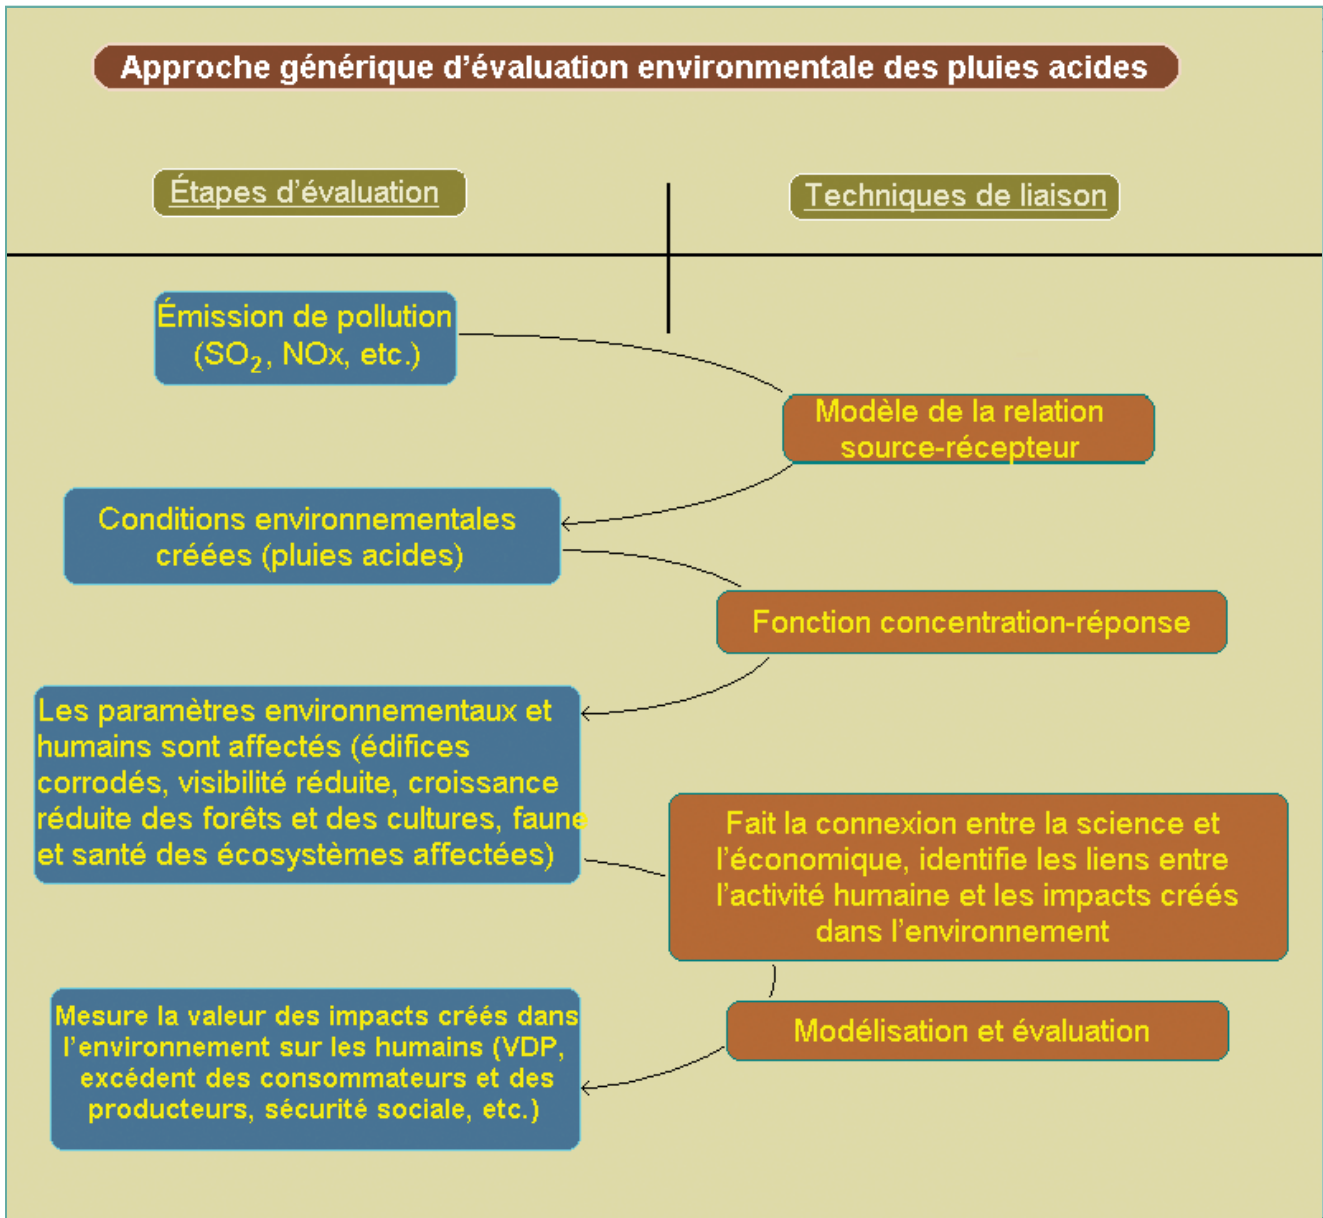 Approche générique d'évaluation environmentale des pluies acides
Étapes d'évaluation
Techniques de liaison
Émission de pollution
(SO₂, NOx, etc.)
Modèle de la relation
source-récepteur
Conditions environnementales
créées (pluies acides)
Fonction concentration-réponse
Les paramètres environnementaux et
humains sont affectés (édifices
corrodés, visibilité réduite, croissance
réduite des forêts et des cultures, faune
et santé des écosystèmes affectées)
Fait la connexion entre la science et
l'économique, identifie les liens entre
l'activité humaine et les impacts créés
dans l'environnement
Mesure la valeur des impacts créés dans
l'environnement sur les humains (VDP,
excédent des consommateurs et des
producteurs, sécurité sociale, etc.)
Modélisation et évaluation